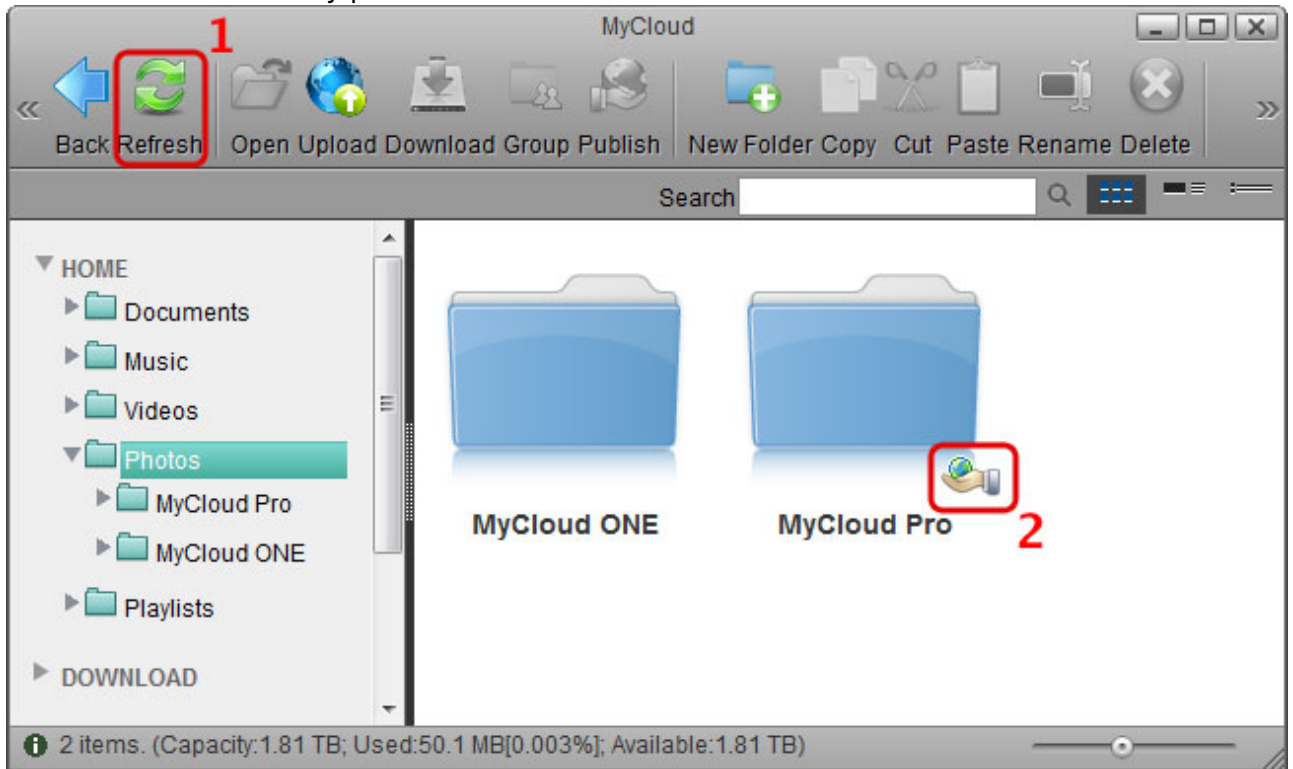 MyCloud
1
Back Refresh Open Upload Download Group Publish New Folder Copy Cut Paste Rename Delete
Search
HOME
Documents
Music
Videos
Photos
MyCloud Pro
MyCloud ONE
Playlists
DOWNLOAD
MyCloud ONE
MyCloud Pro
2
2 items. (Capacity:1.81 TB; Used:50.1 MB[0.003%]; Available:1.81 TB)